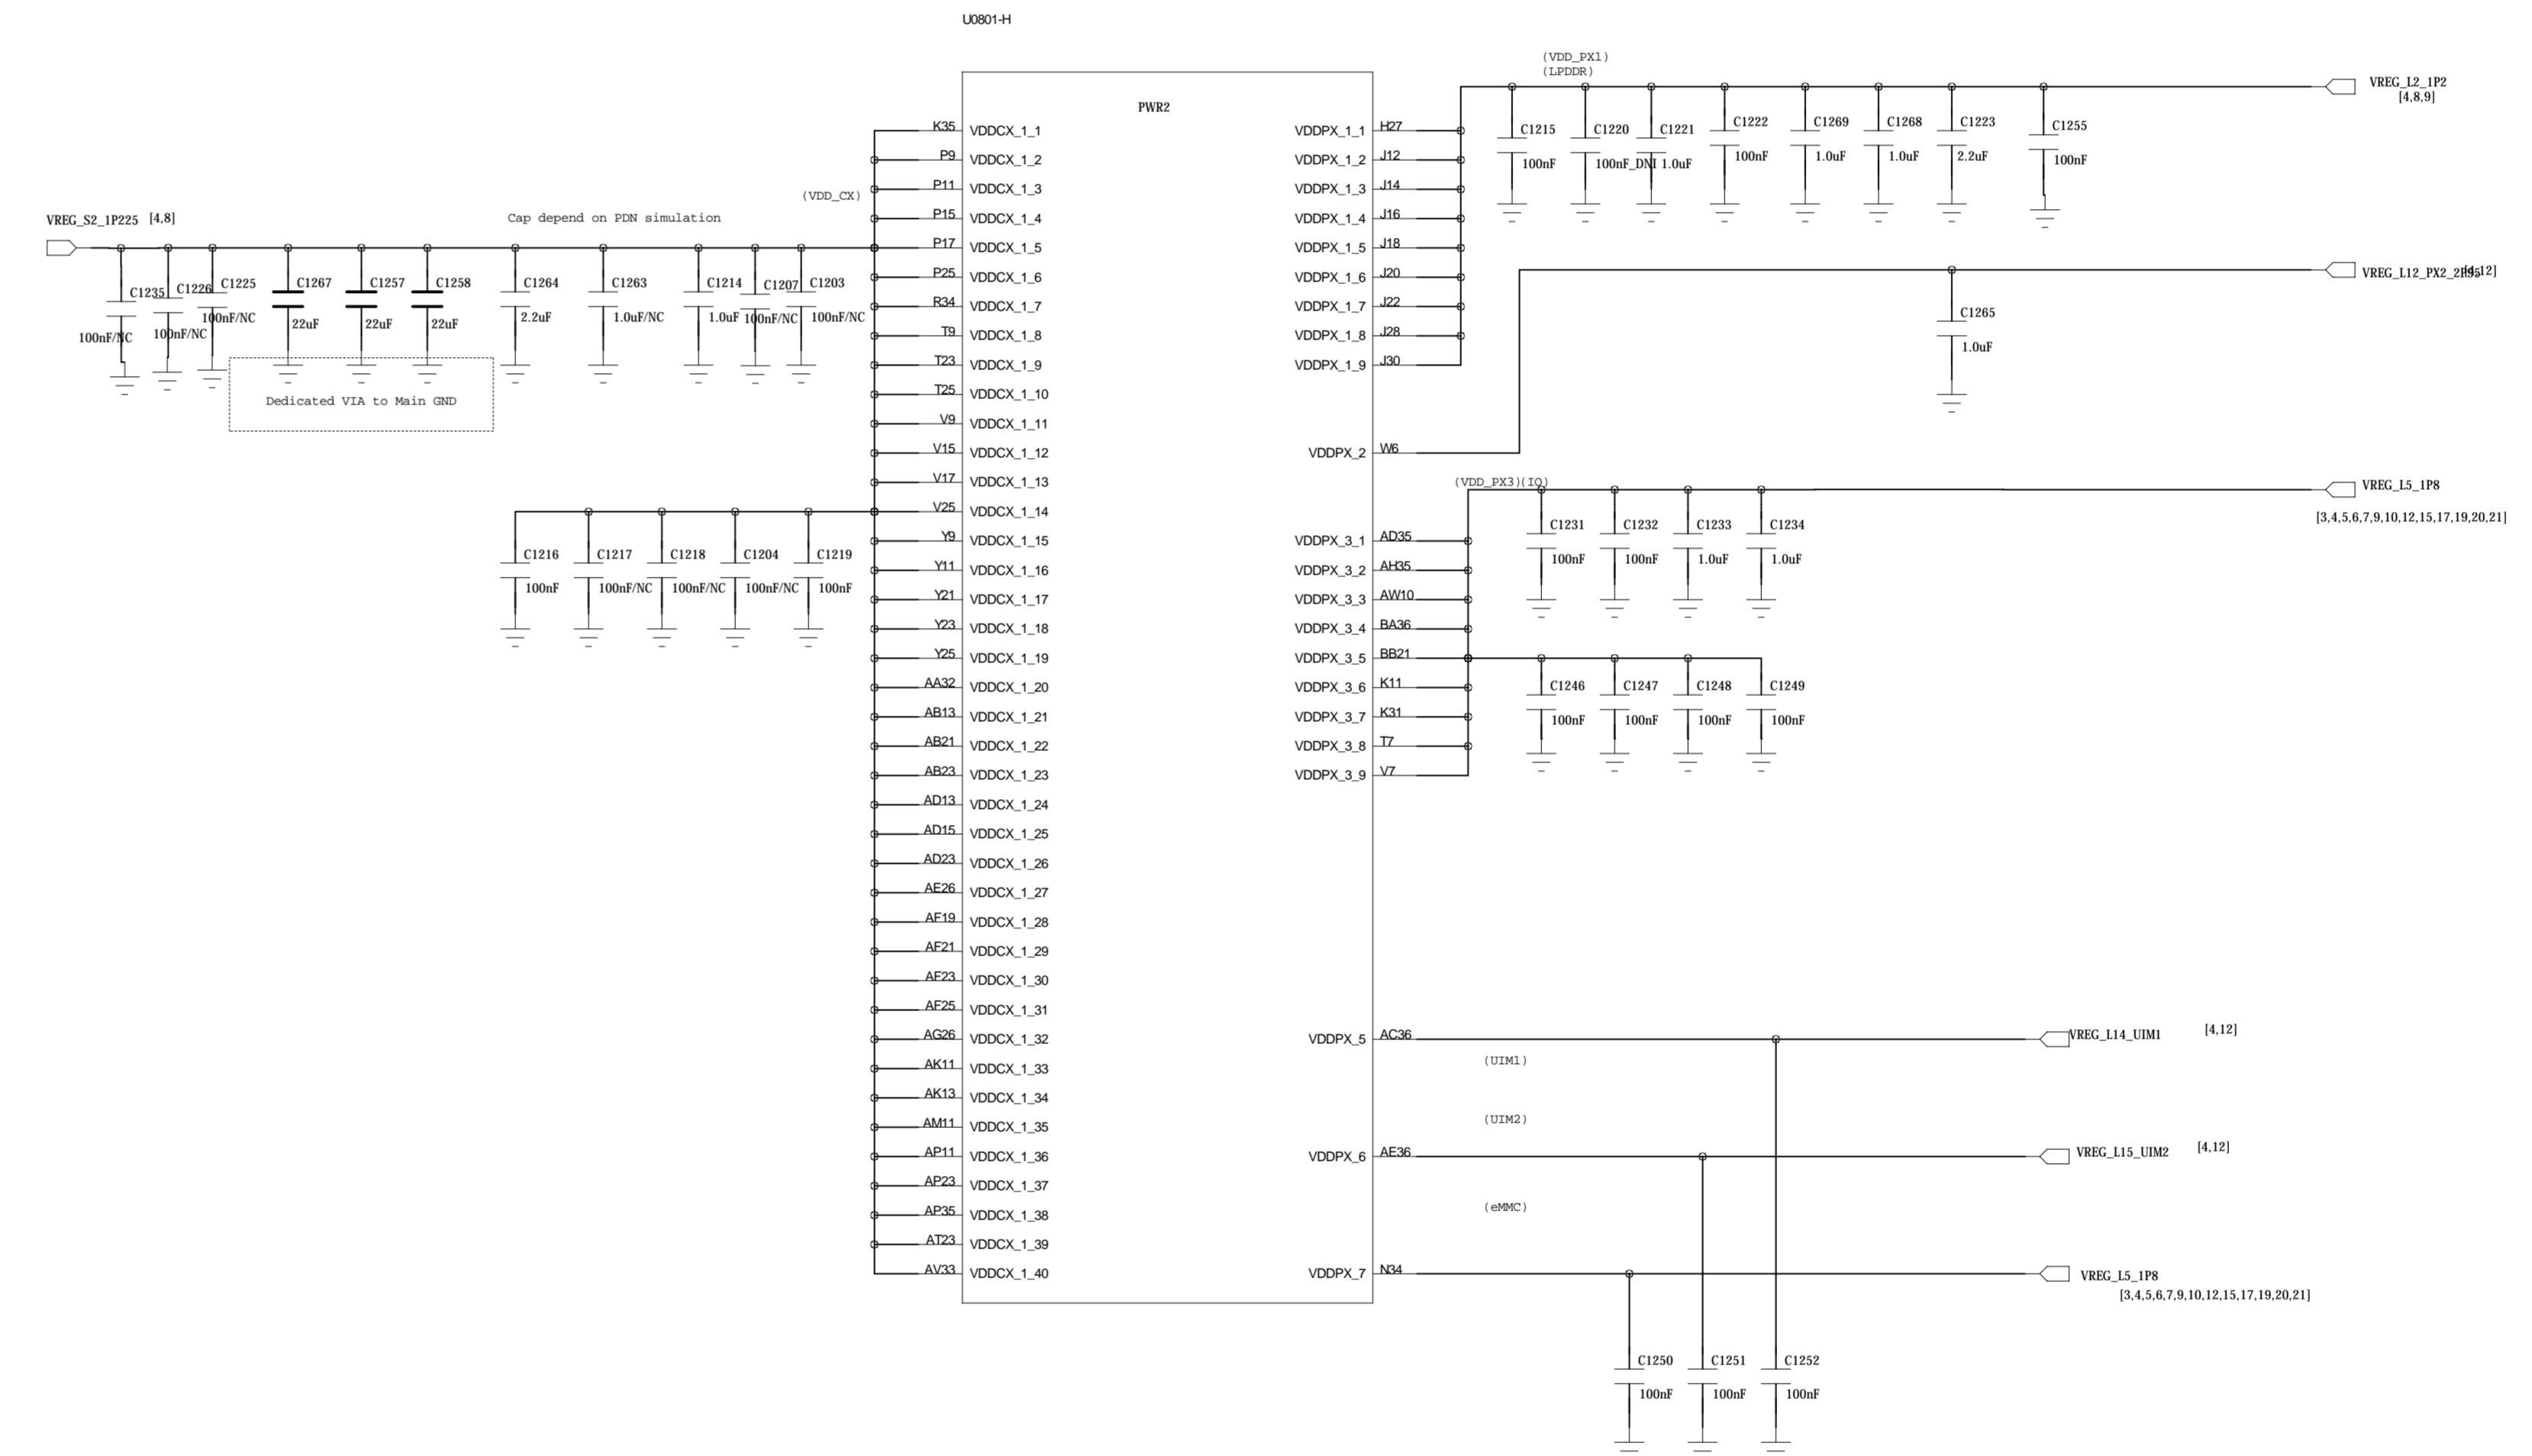 U0801-H
PWR2
(VDD_PX1)
(LPDDR)
VREG_L2_1P2
[4,8,9]
C1215
100nF
C1220
100nF_DNI
C1221
1.0uF
C1222
100nF
C1269
1.0uF
C1268
1.0uF
C1223
2.2uF
C1255
100nF
VREG_S2_1P225 [4,8]
Cap depend on PDN simulation
(VDD_CX)
C1235
100nF/NC
C1226
100nF/NC
C1225
100nF/NC
C1267
22uF
C1257
22uF
C1258
22uF
C1264
2.2uF
C1263
1.0uF/NC
C1214
1.0uF
C1207
100nF/NC
C1203
100nF/NC
Dedicated VIA to Main GND
C1216
100nF
C1217
100nF/NC
C1218
100nF/NC
C1204
100nF/NC
C1219
100nF
K35 VDDCX_1_1
P9 VDDCX_1_2
P11 VDDCX_1_3
P15 VDDCX_1_4
P17 VDDCX_1_5
P25 VDDCX_1_6
R34 VDDCX_1_7
T9 VDDCX_1_8
T23 VDDCX_1_9
T25 VDDCX_1_10
V9 VDDCX_1_11
V15 VDDCX_1_12
V17 VDDCX_1_13
V25 VDDCX_1_14
Y9 VDDCX_1_15
Y11 VDDCX_1_16
Y21 VDDCX_1_17
Y23 VDDCX_1_18
Y25 VDDCX_1_19
AA32 VDDCX_1_20
AB13 VDDCX_1_21
AB21 VDDCX_1_22
AB23 VDDCX_1_23
AD13 VDDCX_1_24
AD15 VDDCX_1_25
AD23 VDDCX_1_26
AE26 VDDCX_1_27
AF19 VDDCX_1_28
AF21 VDDCX_1_29
AF23 VDDCX_1_30
AF25 VDDCX_1_31
AG26 VDDCX_1_32
AK11 VDDCX_1_33
AK13 VDDCX_1_34
AM11 VDDCX_1_35
AP11 VDDCX_1_36
AP23 VDDCX_1_37
AP35 VDDCX_1_38
AT23 VDDCX_1_39
AV33 VDDCX_1_40
VDDPX_1_1 H27
VDDPX_1_2 J12
VDDPX_1_3 J14
VDDPX_1_4 J16
VDDPX_1_5 J18
VDDPX_1_6 J20
VDDPX_1_7 J22
VDDPX_1_8 J28
VDDPX_1_9 J30
VDDPX_2 W6
VREG_L12_PX2_2P95 [4,12]
C1265
1.0uF
(VDD_PX3)(IO)
VREG_L5_1P8
[3,4,5,6,7,9,10,12,15,17,19,20,21]
C1231
100nF
C1232
100nF
C1233
1.0uF
C1234
1.0uF
VDDPX_3_1 AD35
VDDPX_3_2 AH35
VDDPX_3_3 AW10
VDDPX_3_4 BA36
VDDPX_3_5 BB21
VDDPX_3_6 K11
VDDPX_3_7 K31
VDDPX_3_8 T7
VDDPX_3_9 V7
C1246
100nF
C1247
100nF
C1248
100nF
C1249
100nF
VDDPX_5 AC36
VREG_L14_UIM1 [4,12]
(UIM1)
(UIM2)
VDDPX_6 AE36
VREG_L15_UIM2 [4,12]
(eMMC)
VDDPX_7 N34
VREG_L5_1P8
[3,4,5,6,7,9,10,12,15,17,19,20,21]
C1250
100nF
C1251
100nF
C1252
100nF